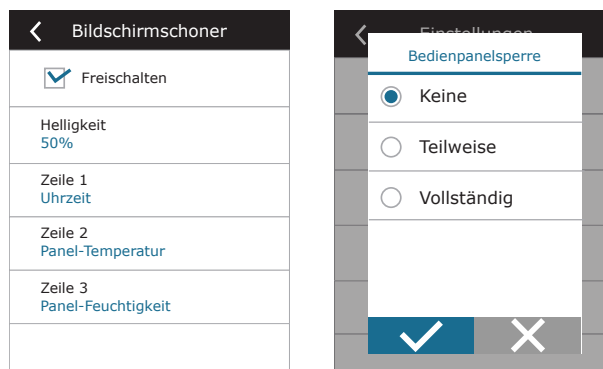 Bildschirmschoner
Freischalten
Helligkeit
50%
Zeile 1
Uhrzeit
Zeile 2
Panel-Temperatur
Zeile 3
Panel-Feuchtigkeit
Einstellungen
Bedienpanelsperre
Keine
Teilweise
Vollständig